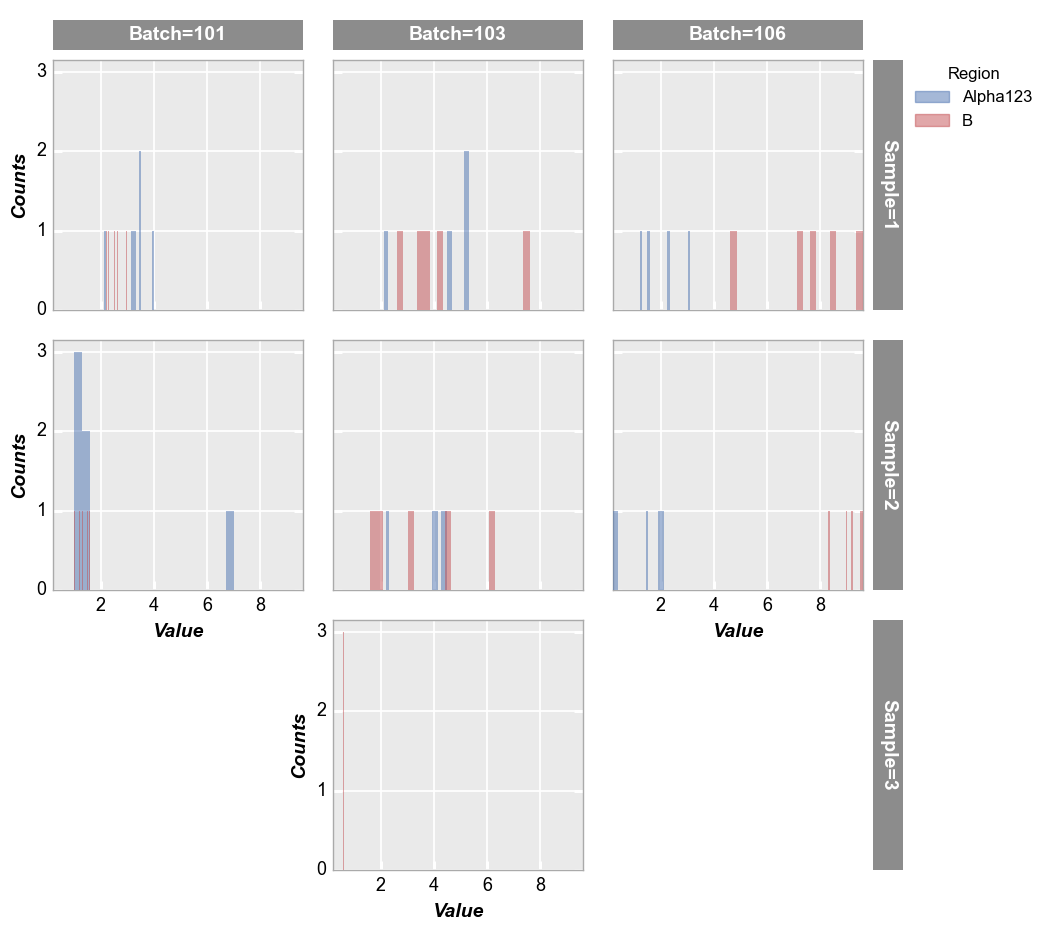 Batch=101
Batch=103
Batch=106
Region
Alpha123
B
3
2
1
0
Counts
Sample=1
3
2
1
0
Counts
Sample=2
2 4 6 8
Value
2 4 6 8
Value
3
2
1
0
Counts
Sample=3
2 4 6 8
Value